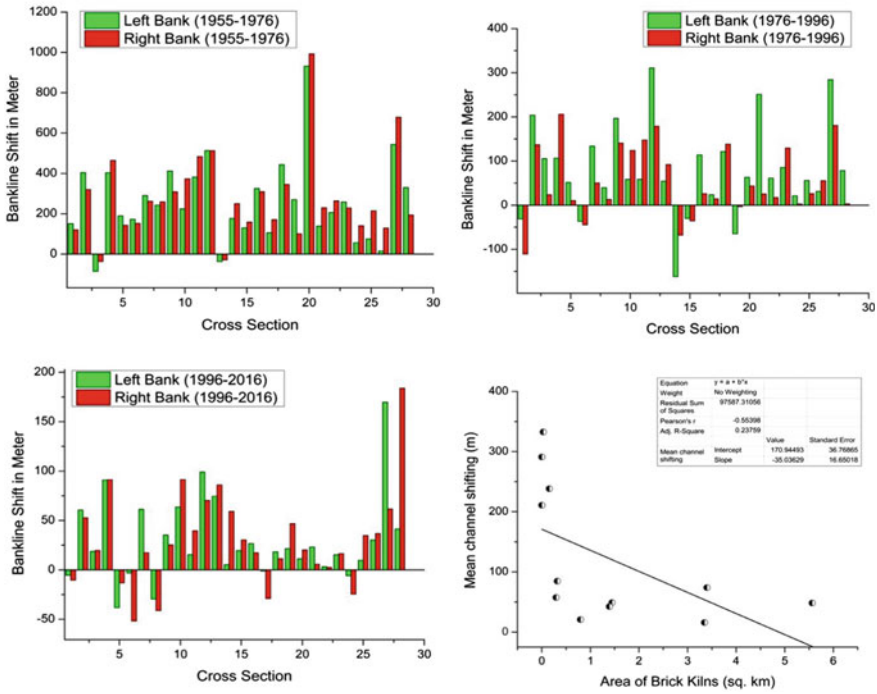 Left Bank (1955-1976)
Right Bank (1955-1976)
Bankline Shift in Meter
1200
1000
800
600
400
200
0
5
10
15
20
25
30
Cross Section
Left Bank (1976-1996)
Right Bank (1976-1996)
Bankline Shift in Meter
400
300
200
100
0
-100
5
10
15
20
25
30
Cross Section
Left Bank (1996-2016)
Right Bank (1996-2016)
Bankline Shift in Meter
200
150
100
50
0
-50
5
10
15
20
25
30
Cross Section
Equation y = a + b*x
Weight No Weighting
Residual Sum of Squares 97587.31056
Pearson's r -0.55398
Adj. R-Square 0.23759
Value Standard Error
Mean channel shifting Intercept 170.94493 36.76865
Slope -35.03629 16.65018
Mean channel shifting (m)
400
300
200
100
0
0
1
2
3
4
5
6
Area of Brick Kilns (sq. km)